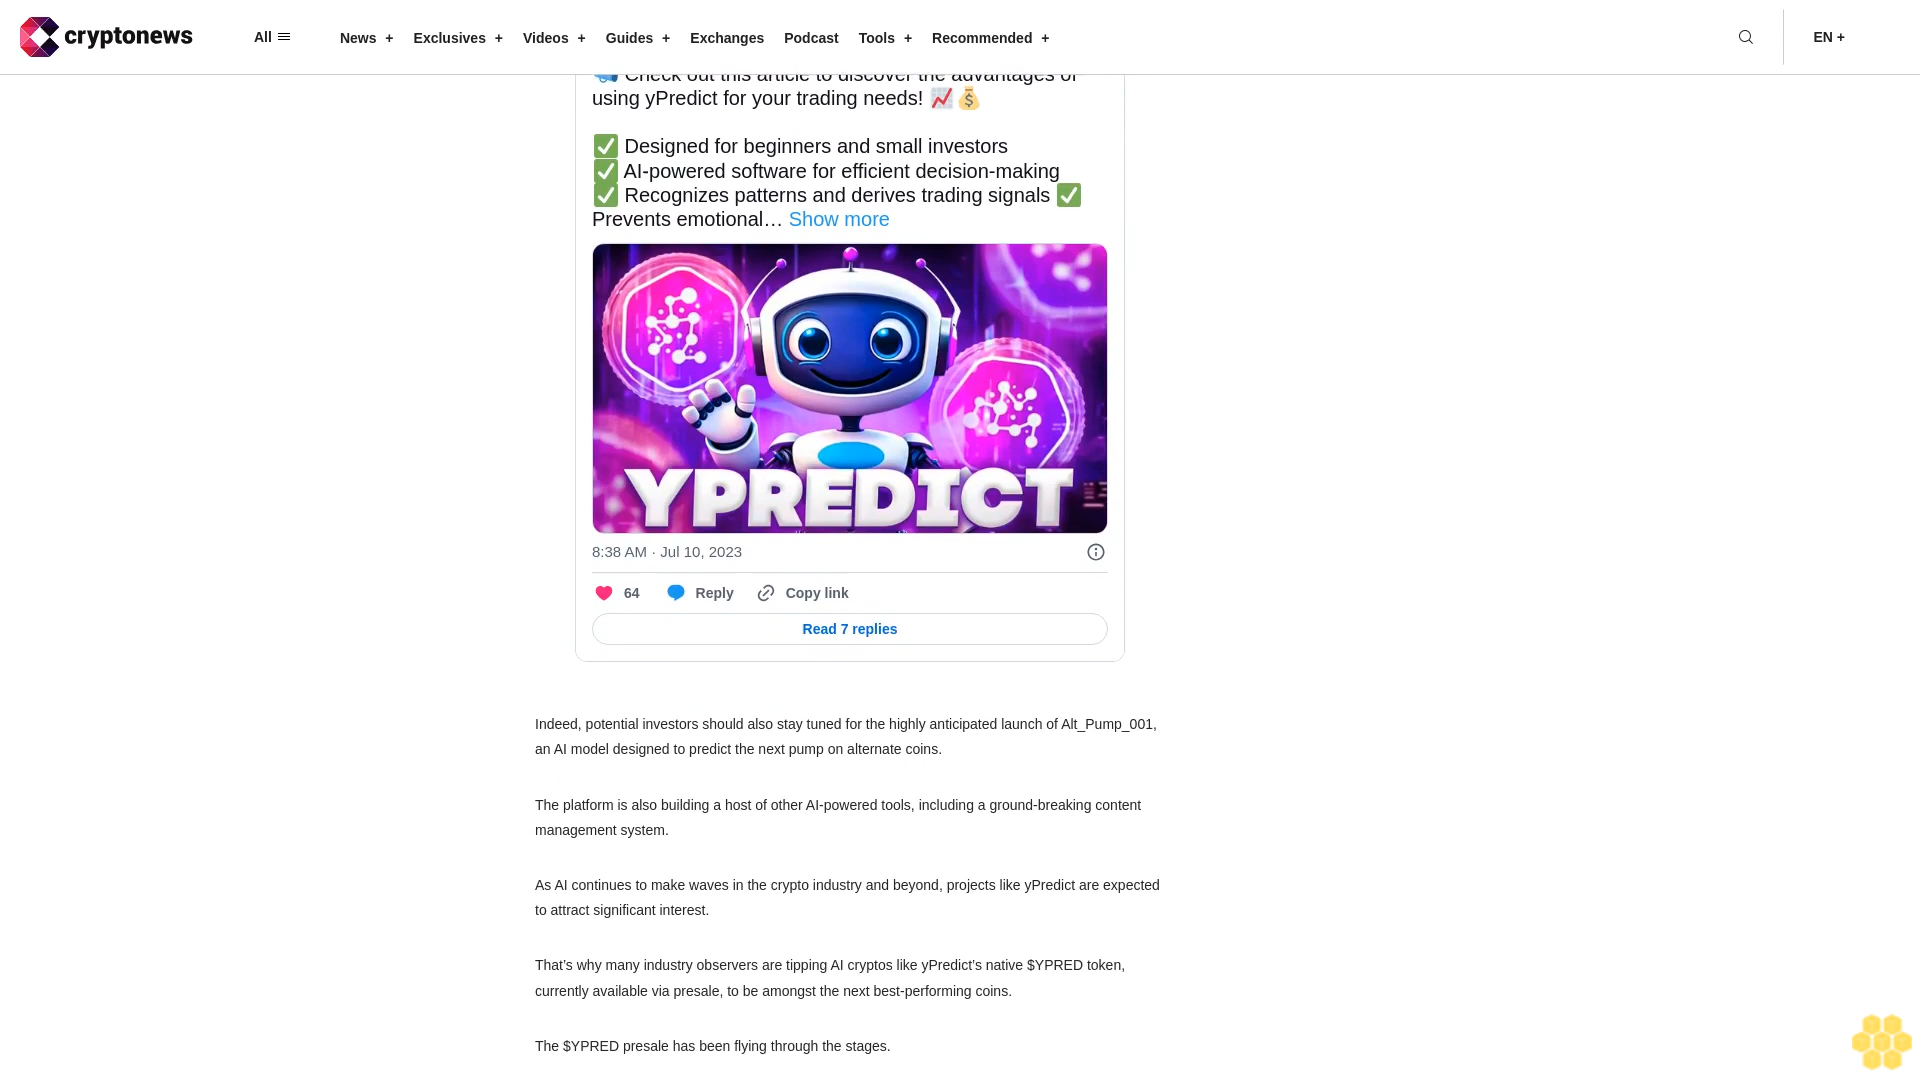 cryptonews
All
News +
Exclusives +
Videos +
Guides +
Exchanges
Podcast
Tools +
Recommended +
EN +
Check out this article to discover the advantages of
using yPredict for your trading needs! 📈💰
✅ Designed for beginners and small investors
✅ AI-powered software for efficient decision-making
✅ Recognizes patterns and derives trading signals ✅
Prevents emotional… Show more
YPREDICT
8:38 AM · Jul 10, 2023
64
Reply
Copy link
Read 7 replies
Indeed, potential investors should also stay tuned for the highly anticipated launch of Alt_Pump_001,
an AI model designed to predict the next pump on alternate coins.
The platform is also building a host of other AI-powered tools, including a ground-breaking content
management system.
As AI continues to make waves in the crypto industry and beyond, projects like yPredict are expected
to attract significant interest.
That’s why many industry observers are tipping AI cryptos like yPredict’s native $YPRED token,
currently available via presale, to be amongst the next best-performing coins.
The $YPRED presale has been flying through the stages.